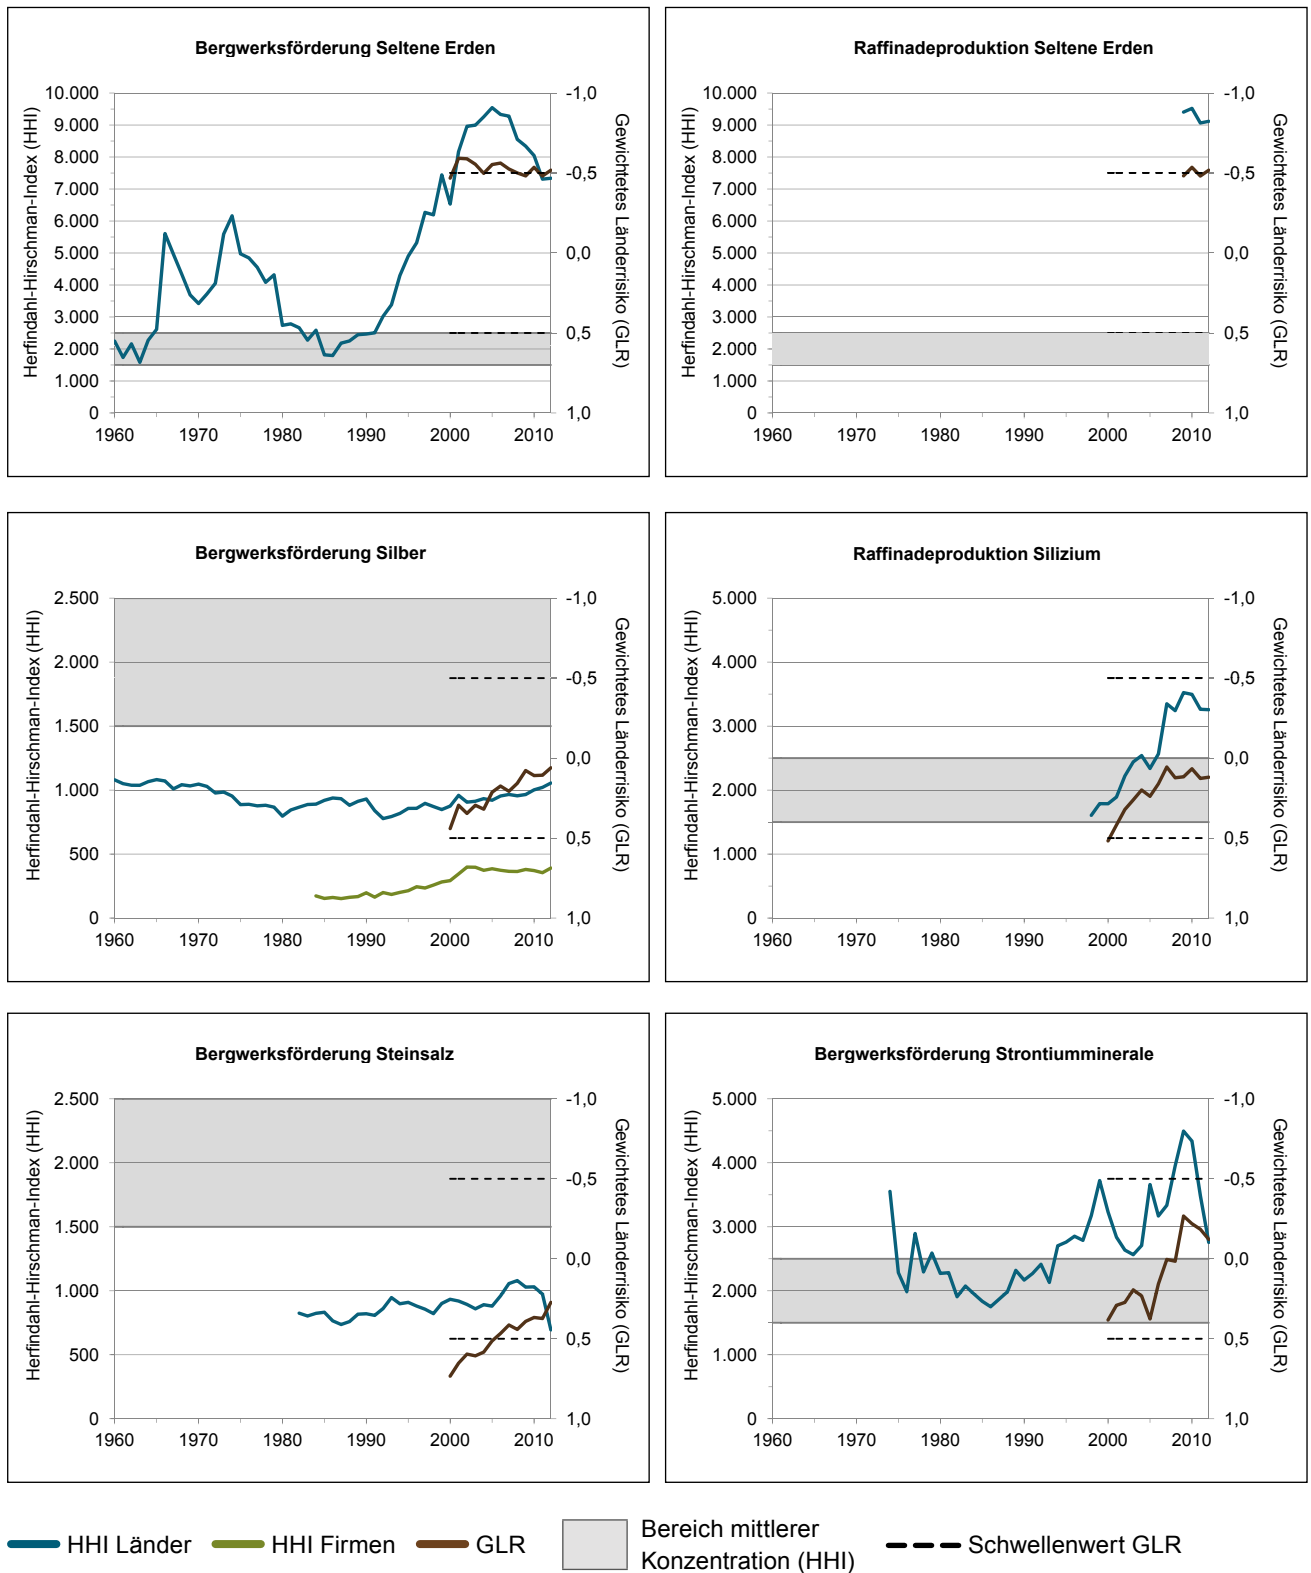 Bergwerksförderung Seltene Erden
Herfindahl-Hirschman-Index (HHI)
10.000
9.000
8.000
7.000
6.000
5.000
4.000
3.000
2.000
1.000
0
-1,0
-0.5
0,0
0,5
1,0
Gewichtetes Länderrisiko (GLR)
1960 1970 1980 1990 2000 2010
Raffinadeproduktion Seltene Erden
Herfindahl-Hirschman-Index (HHI)
10.000
9.000
8.000
7.000
6.000
5.000
4.000
3.000
2.000
1.000
0
-1,0
-0.5
0,0
0,5
1,0
Gewichtetes Länderrisiko (GLR)
1960 1970 1980 1990 2000 2010
Bergwerksförderung Silber
Herfindahl-Hirschman-Index (HHI)
2.500
2.000
1.500
1.000
500
0
-1,0
-0.5
0,0
0,5
1,0
Gewichtetes Länderrisiko (GLR)
1960 1970 1980 1990 2000 2010
Raffinadeproduktion Silizium
Herfindahl-Hirschman-Index (HHI)
5.000
4.000
3.000
2.000
1.000
0
-1,0
-0.5
0,0
0,5
1,0
Gewichtetes Länderrisiko (GLR)
1960 1970 1980 1990 2000 2010
Bergwerksförderung Steinsalz
Herfindahl-Hirschman-Index (HHI)
2.500
2.000
1.500
1.000
500
0
-1,0
-0,5
0,0
0,5
1,0
Gewichtetes Länderrisiko (GLR)
1960 1970 1980 1990 2000 2010
Bergwerksförderung Strontiumminerale
Herfindahl-Hirschman-Index (HHI)
5.000
4.000
3.000
2.000
1.000
0
-1,0
-0.5
0,0
0,5
1,0
Gewichtetes Länderrisiko (GLR)
1960 1970 1980 1990 2000 2010
HHI Länder
HHI Firmen
GLR
Bereich mittlerer
Konzentration (HHI)
Schwellenwert GLR